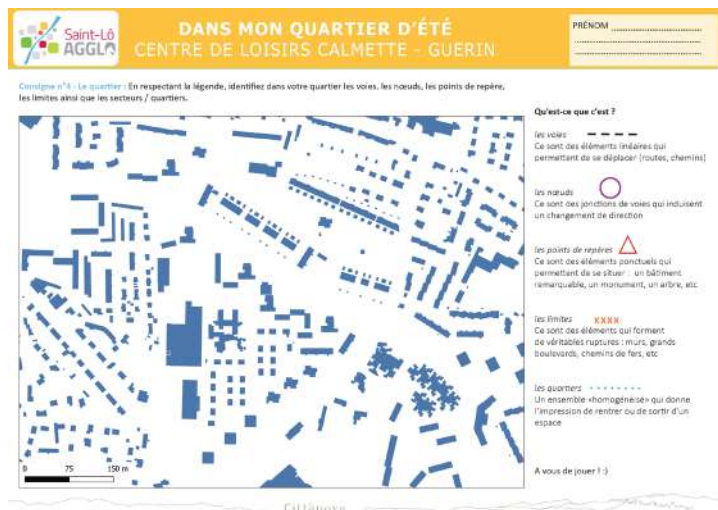 Saint-Lô
AGGLO
DANS MON QUARTIER D'ÉTÉ
CENTRE DE LOISIRS CALMETTE - GUERIN
PRÉNOM
Consigne n°4 - Le quartier : En respectant la légende, identifiez dans votre quartier les voies, les nœuds, les points de repère,
les limites ainsi que les secteurs / quartiers.
Qu'est-ce que c'est ?
les voies
Ce sont des éléments linéaires qui
permettent de se déplacer (routes, chemins)
les nœuds
Ce sont des jonctions de voies qui induisent
un changement de direction
les points de repères
Ce sont des éléments ponctuels qui
permettent de se situer : un bâtiment
remarquable, un monument, un arbre, etc
les limites xxxx
Ce sont des éléments qui forment
de véritables ruptures : murs, grands
boulevards, chemins de fers, etc
les quartiers
Un ensemble «homogénéisé» qui donne
l'impression de rentrer ou de sortir d'un
espace
A vous de jouer ! :)
0 75 150 m